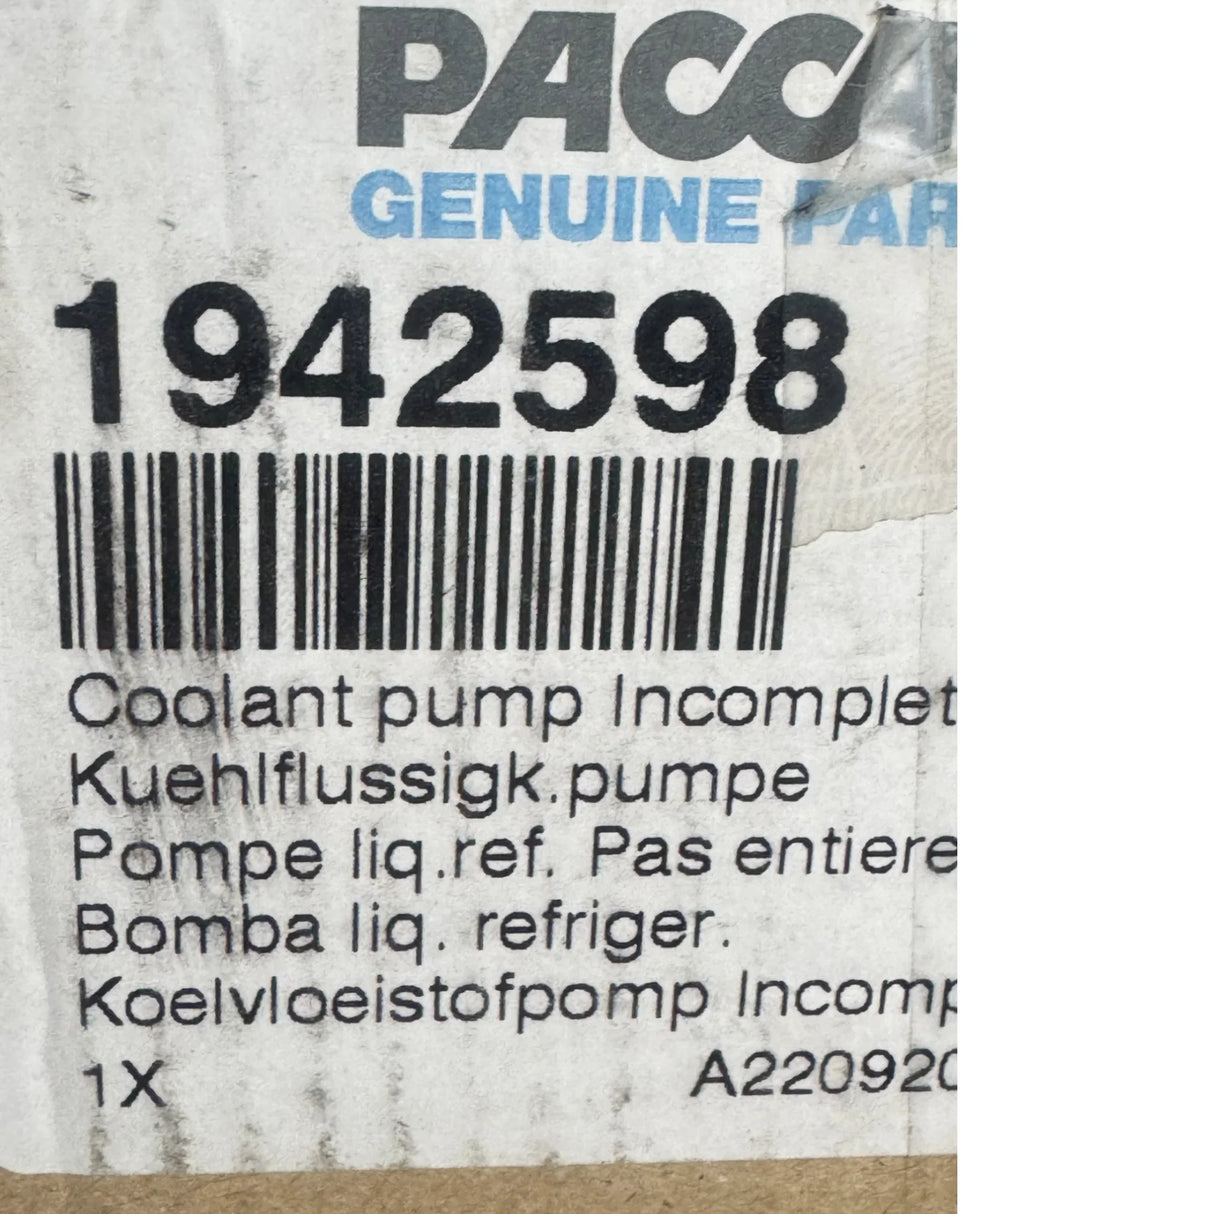 PACC
GENUINE PAR
1942598
Coolant pump Incomplet
Kuehlflussigk.pumpe
Pompe liq.ref. Pas entiere
Bomba liq. refriger.
Koelvloeistofpomp Incomp
1X A220920